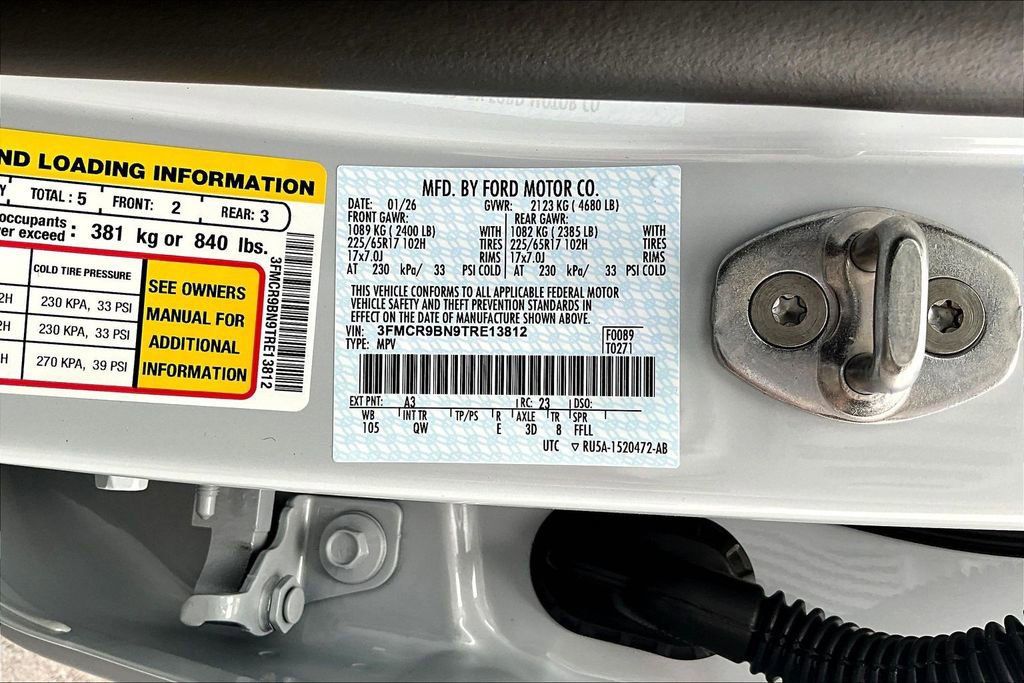 ND LOADING INFORMATION
Y TOTAL : 5 FRONT: 2 REAR: 3
occupants
er exceed : 381 kg or 840 lbs.
COLD TIRE PRESSURE
2H 230 KPA, 33 PSI
2H 230 KPA, 33 PSI
H 270 KPA, 39 PSI
SEE OWNERS
MANUAL FOR
ADDITIONAL
INFORMATION
3FMCR9BN9TRE13812
MFD. BY FORD MOTOR CO.
DATE: 01/26 GVWR: 2123 KG ( 4680 LB)
FRONT GAWR: REAR GAWR:
1089 KG ( 2400 LB) WITH 1082 KG ( 2385 LB) WITH
225/65R17 102H TIRES 225/65R17 102H TIRES
17x7.0J RIMS 17x7.0J RIMS
AT 230 kPa/ 33 PSI COLD AT 230 kPa/ 33 PSI COLD
THIS VEHICLE CONFORMS TO ALL APPLICABLE FEDERAL MOTOR
VEHICLE SAFETY AND THEFT PREVENTION STANDARDS IN
EFFECT ON THE DATE OF MANUFACTURE SHOWN ABOVE.
VIN: 3FMCR9BN9TRE13812 F0089
TYPE: MPV T0271
EXT PNT: A3 RC: 23 DSO:
WB INT TR TP/PS R AXLE TR SPR
105 QW E 3D 8 FFLL
UTC ▽ RU5A-1520472-AB